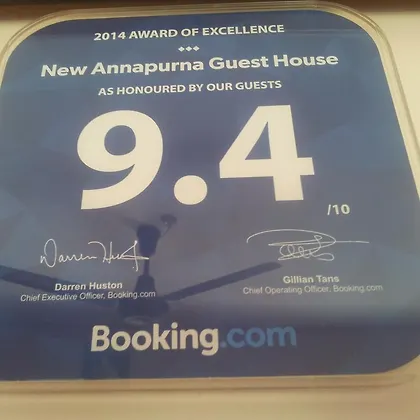 2014 AWARD OF EXCELLENCE
New Annapurna Guest House
AS HONOURED BY OUR GUESTS
9.4
/10
Darren Huston
Chief Executive Officer, Booking.com
Gillian Tans
Chief Operating Officer, Booking.com
Booking.com